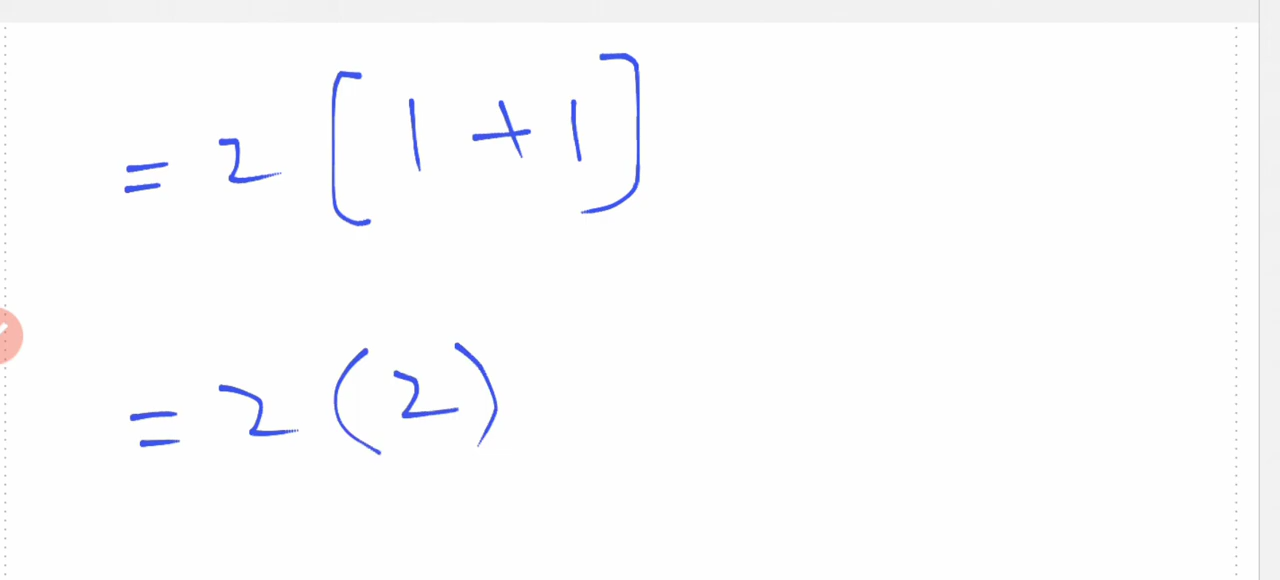 = 2 [ 1 + 1 ]
= 2 ( 2 )